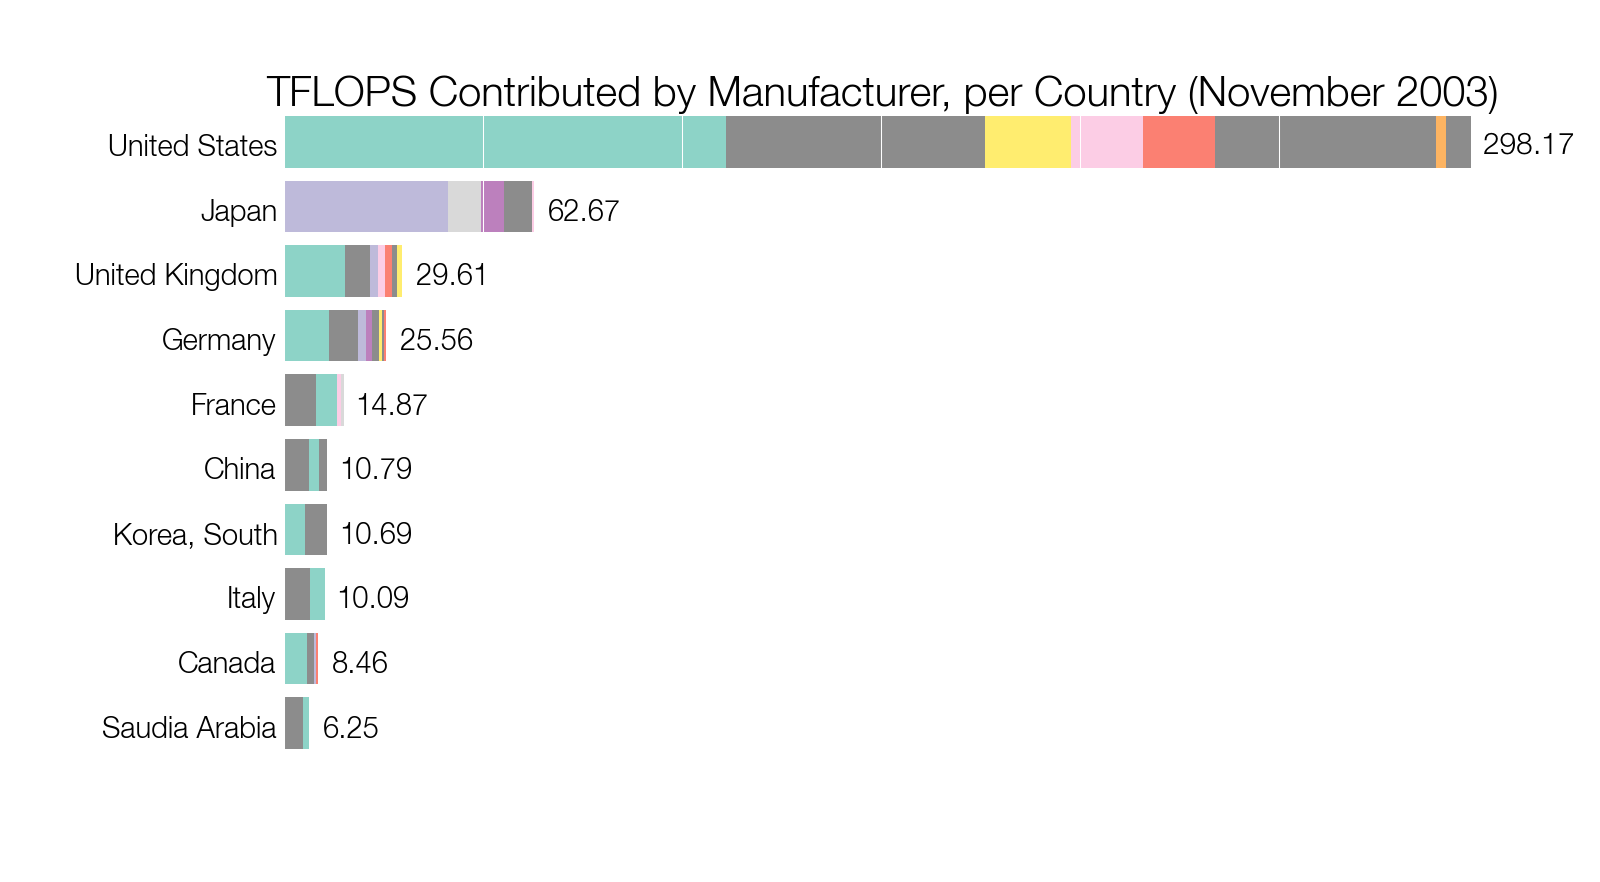 TFLOPS Contributed by Manufacturer, per Country (November 2003)
United States 298.17
Japan 62.67
United Kingdom 29.61
Germany 25.56
France 14.87
China 10.79
Korea, South 10.69
Italy 10.09
Canada 8.46
Saudia Arabia 6.25